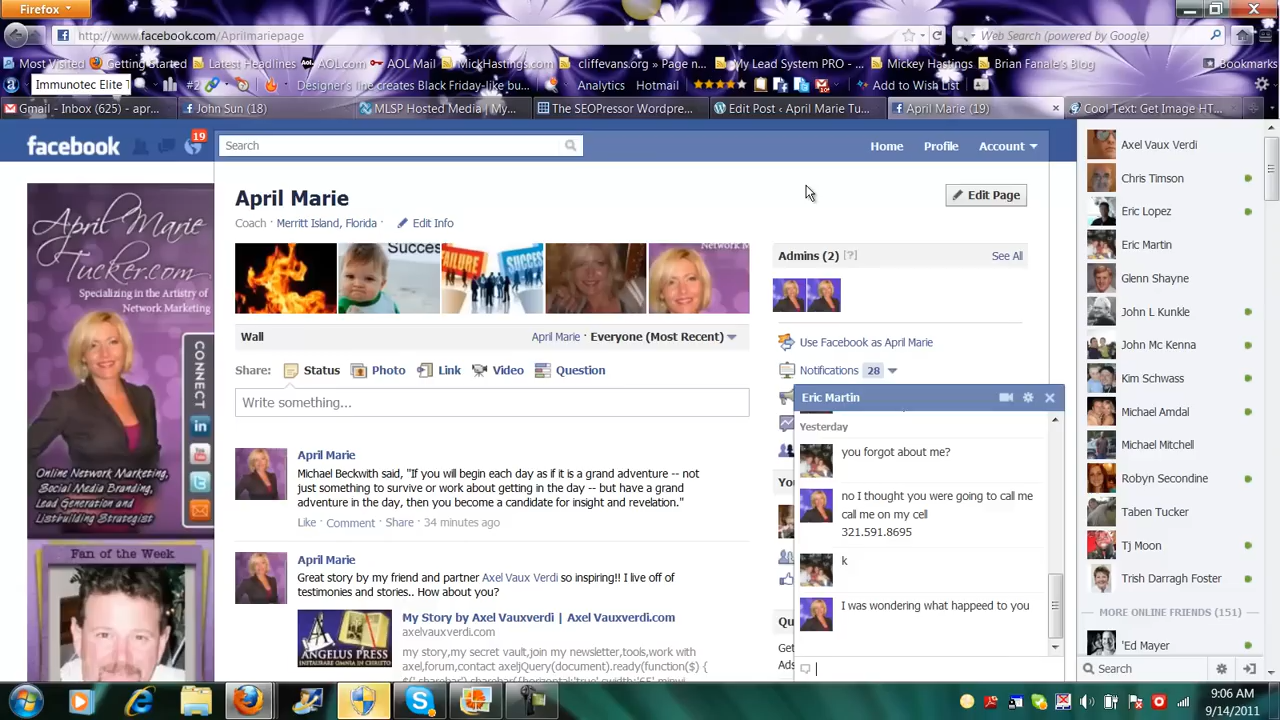 Firefox
http://www.facebook.com/Aprilmariepage
Web Search (powered by Google)
Most Visited Getting Started Latest Headlines AOL.com AOL Mail MickHastings.com cliffevans.org » Page n... My Lead System PRO - ... Mickey Hastings Brian Fanale's Blog Bookmarks
Immunotec Elite T #2 Designer's line creates Black Friday-like bu... Analytics Hotmail Add to Wish List
Gmail - Inbox (625) - apr... John Sun (18) MLSP Hosted Media | My... The SEOPressor Wordpre... Edit Post ‹ April Marie Tu... April Marie (19) × Cool Text: Get Image HT...
facebook 19 Search Home Profile Account
April Marie
Tucker.com
Specializing in the Artistry of
Network Marketing
CONNECT
Online Network Marketing,
Social Media Branding,
Lead Generation and
Listbuilding Strategist
Fan of the Week
April Marie
Edit Page
Coach · Merritt Island, Florida · Edit Info
SUCCESS
FAILURE SUCCESS
Wall April Marie · Everyone (Most Recent)
Share: Status Photo Link Video Question
Write something...
April Marie
Michael Beckwith said, "If you will begin each day as if it is a grand adventure -- not
just something to survive or work about getting in the day -- but have a grand
adventure in the day, then you become a candidate for insight and revelation."
Like · Comment · Share · 34 minutes ago
April Marie
Great story by my friend and partner Axel Vaux Verdi so inspiring!! I live off of
testimonies and stories.. How about you?
ANGELUS PRESS
INSTAURARE OMNIA IN CHRISTO
My Story by Axel Vauxverdi | Axel Vauxverdi.com
axelvauxverdi.com
my story,my secret vault,join my newsletter,tools,work with
axel,forum,contact axeljQuery(document).ready(function($) {
Admins (2) [?] See All
Use Facebook as April Marie
Notifications 28
You
Qu
Get
Ads
Eric Martin
Yesterday
you forgot about me?
no I thought you were going to call me
call me on my cell
321.591.8695
k
I was wondering what happeed to you
Axel Vaux Verdi
Chris Timson
Eric Lopez
Eric Martin
Glenn Shayne
John L Kunkle
John Mc Kenna
Kim Schwass
Michael Amdal
Michael Mitchell
Robyn Secondine
Taben Tucker
Tj Moon
Trish Darragh Foster
MORE ONLINE FRIENDS (151)
'Ed Mayer
Search
9:06 AM
9/14/2011